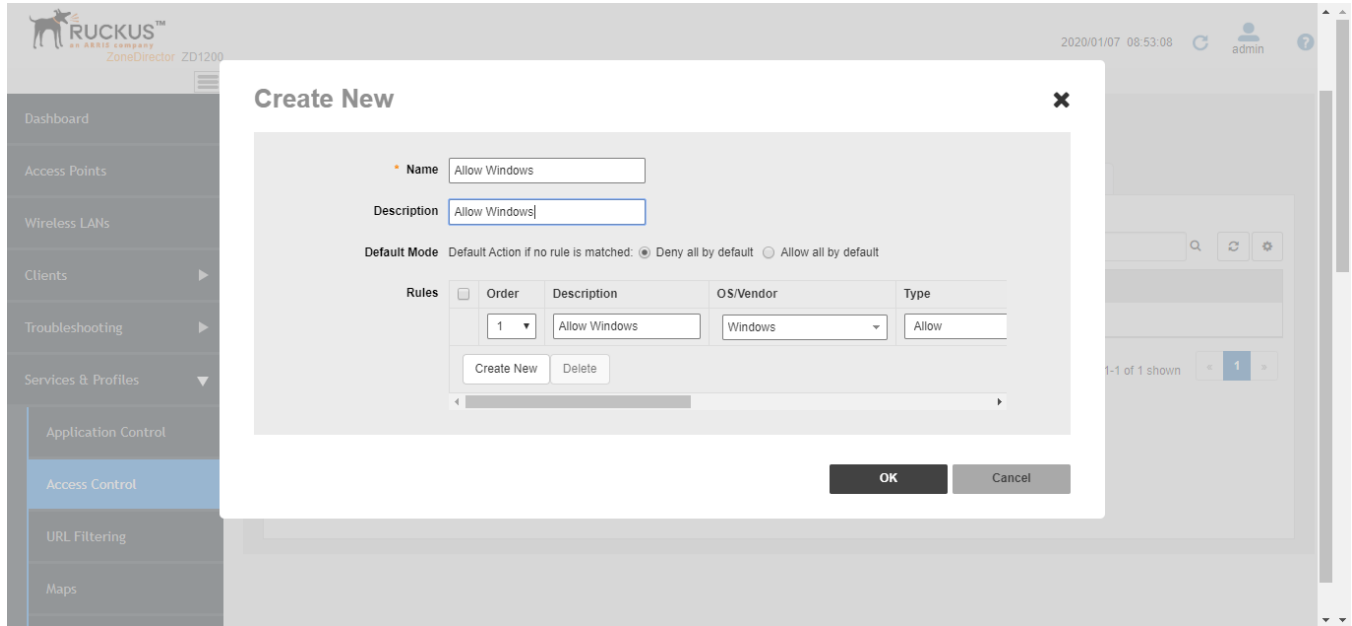 RUCKUS™
an ARRIS company
ZoneDirector ZD1200
2020/01/07 08:53:08
admin
?
Dashboard
Access Points
Wireless LANs
Clients
Troubleshooting
Services & Profiles
Application Control
Access Control
URL Filtering
Maps
Create New
* Name Allow Windows
Description Allow Windows
Default Mode Default Action if no rule is matched: Deny all by default Allow all by default
Rules Order Description OS/Vendor Type
1 Allow Windows Windows Allow
Create New Delete
OK Cancel
1-1 of 1 shown « 1 »